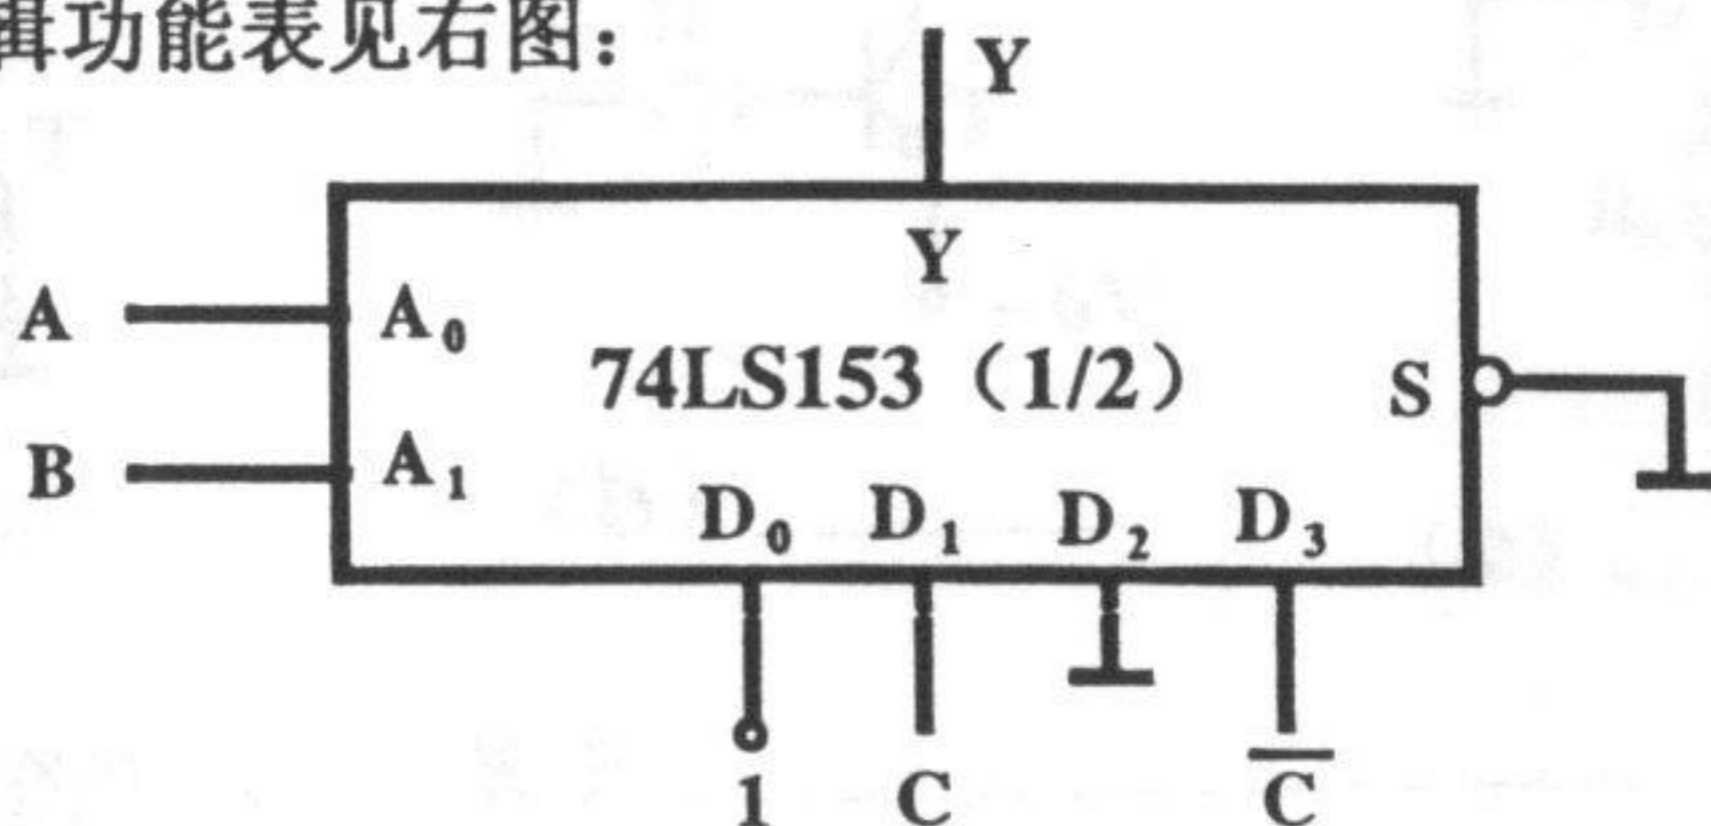 辑功能表见右图：
Y
Y
A A₀
74LS153（1/2） S
B A₁
D₀ D₁ D₂ D₃
1 C C̅